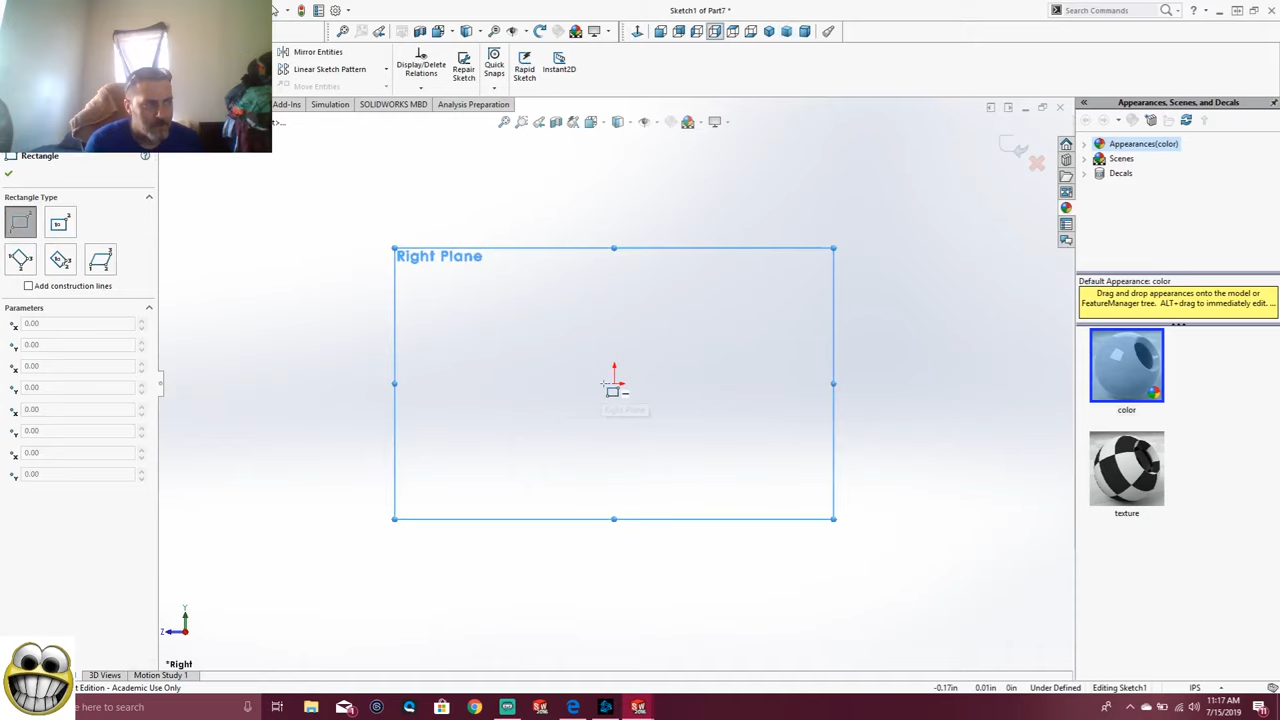 Sketch1 of Part7 *
Search Commands
Mirror Entities
Linear Sketch Pattern
Move Entities
Display/Delete
Relations
Repair
Sketch
Quick
Snaps
Rapid
Sketch
Instant2D
Add-Ins
Simulation
SOLIDWORKS MBD
Analysis Preparation
Appearances, Scenes, and Decals
Rectangle
Rectangle Type
Add construction lines
Parameters
0.00
0.00
0.00
0.00
0.00
0.00
0.00
0.00
Right Plane
Right Plane
Y
Z
*Right
Appearances(color)
Scenes
Decals
Default Appearance: color
Drag and drop appearances onto the model or
FeatureManager tree. ALT+drag to immediately edit. ...
color
texture
3D Views
Motion Study 1
t Edition - Academic Use Only
-0.17in
0.01in
0in
Under Defined
Editing Sketch1
IPS
here to search
11:17 AM
7/15/2019